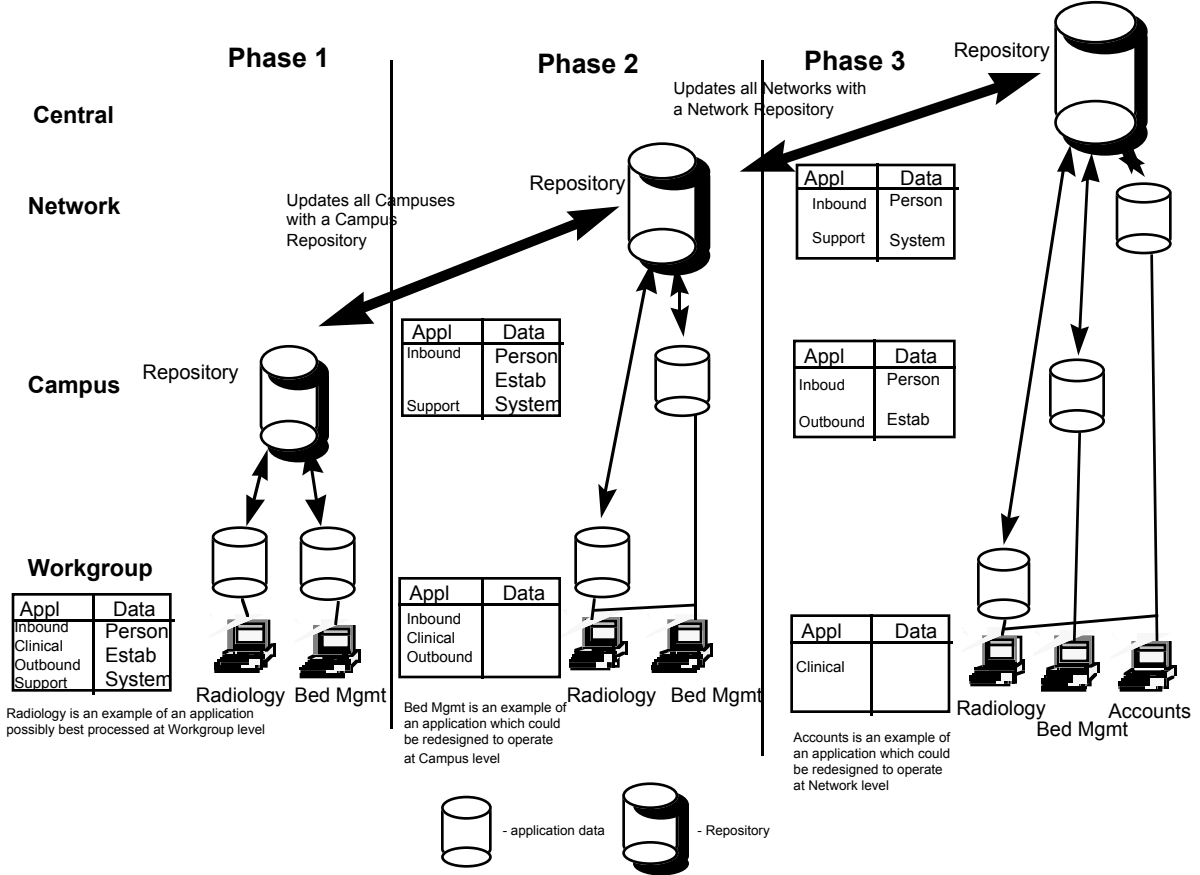 Phase 1
Phase 2
Phase 3
Repository
Updates all Networks with
a Network Repository
Central
Network
Repository
Updates all Campuses
with a Campus
Repository
Appl Data
Inbound Person
Support System
Campus
Repository
Appl Data
Inbound Person
Estab
Support System
Appl Data
Inboud Person
Outbound Estab
Workgroup
Appl Data
Inbound Person
Clinical
Outbound Estab
Support System
Radiology Bed Mgmt
Radiology is an example of an application
possibly best processed at Workgroup level
Appl Data
Inbound
Clinical
Outbound
Radiology Bed Mgmt
Bed Mgmt is an example of
an application which could
be redesigned to operate
at Campus level
Appl Data
Clinical
Radiology
Bed Mgmt
Accounts
Accounts is an example of
an application which could
be redesigned to operate
at Network level
- application data
- Repository